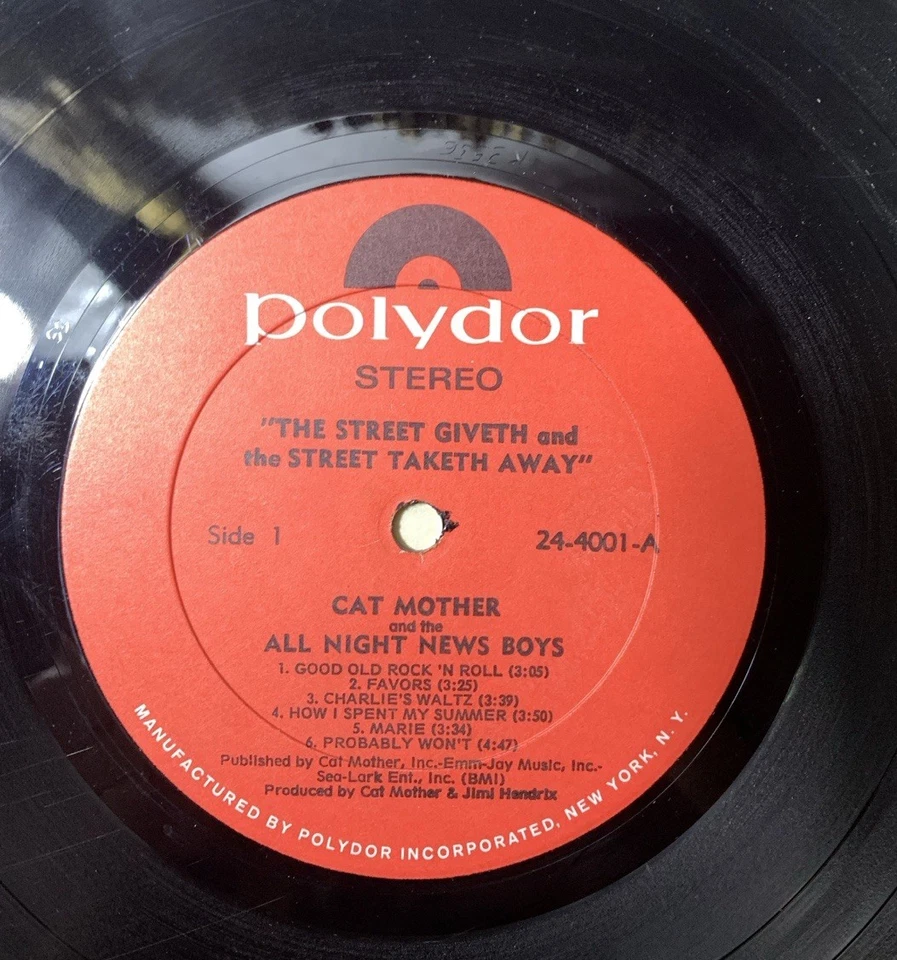 polydor
STEREO
"THE STREET GIVETH and
the STREET TAKETH AWAY"
Side 1
24-4001-A
CAT MOTHER
and the
ALL NIGHT NEWS BOYS
1. GOOD OLD ROCK 'N ROLL (3:05)
2. FAVORS (3:25)
3. CHARLIE'S WALTZ (3:39)
4. HOW I SPENT MY SUMMER (3:50)
5. MARIE (3:34)
6. PROBABLY WON'T (4:47)
Published by Cat Mother, Inc.-Emm-Jay Music, Inc.-
Sea-Lark Ent., Inc. (BMI)
Produced by Cat Mother & Jimi Hendrix
MANUFACTURED BY POLYDOR INCORPORATED, NEW YORK, N. Y.